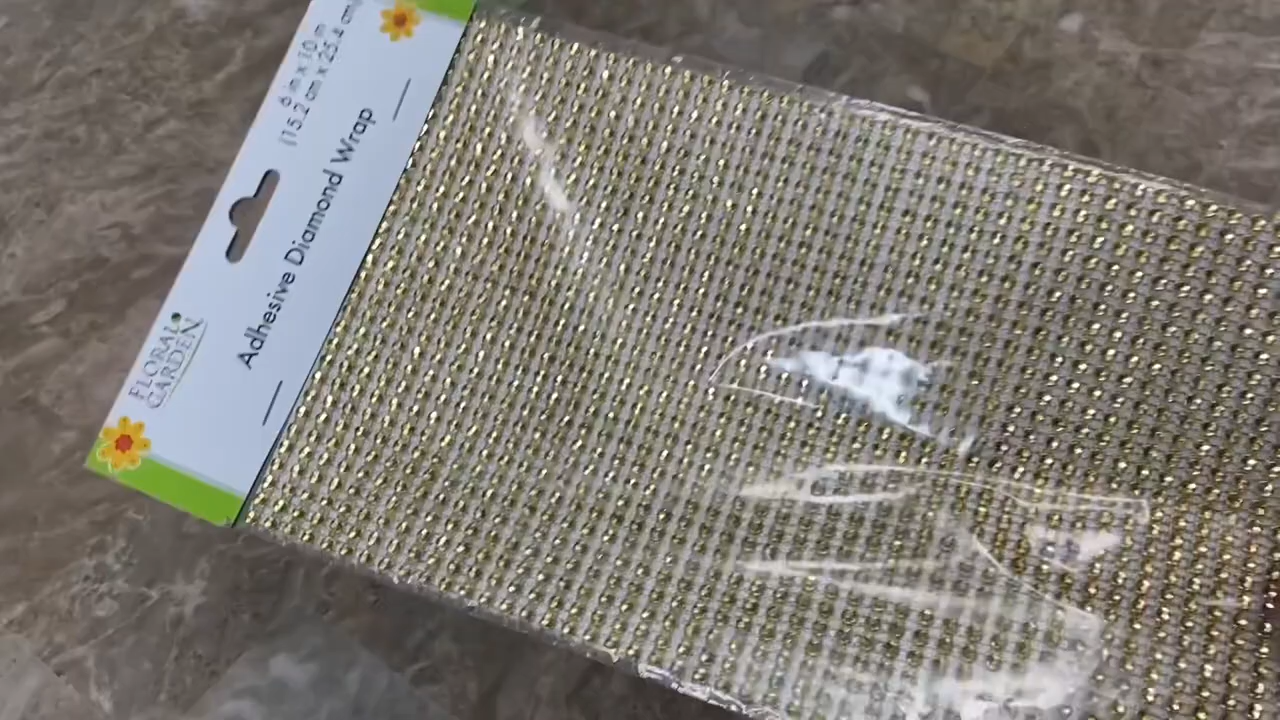 FLORAL
GARDEN
Adhesive Diamond Wrap
6 in x 10 in
(15.2 cm x 25.4 cm)